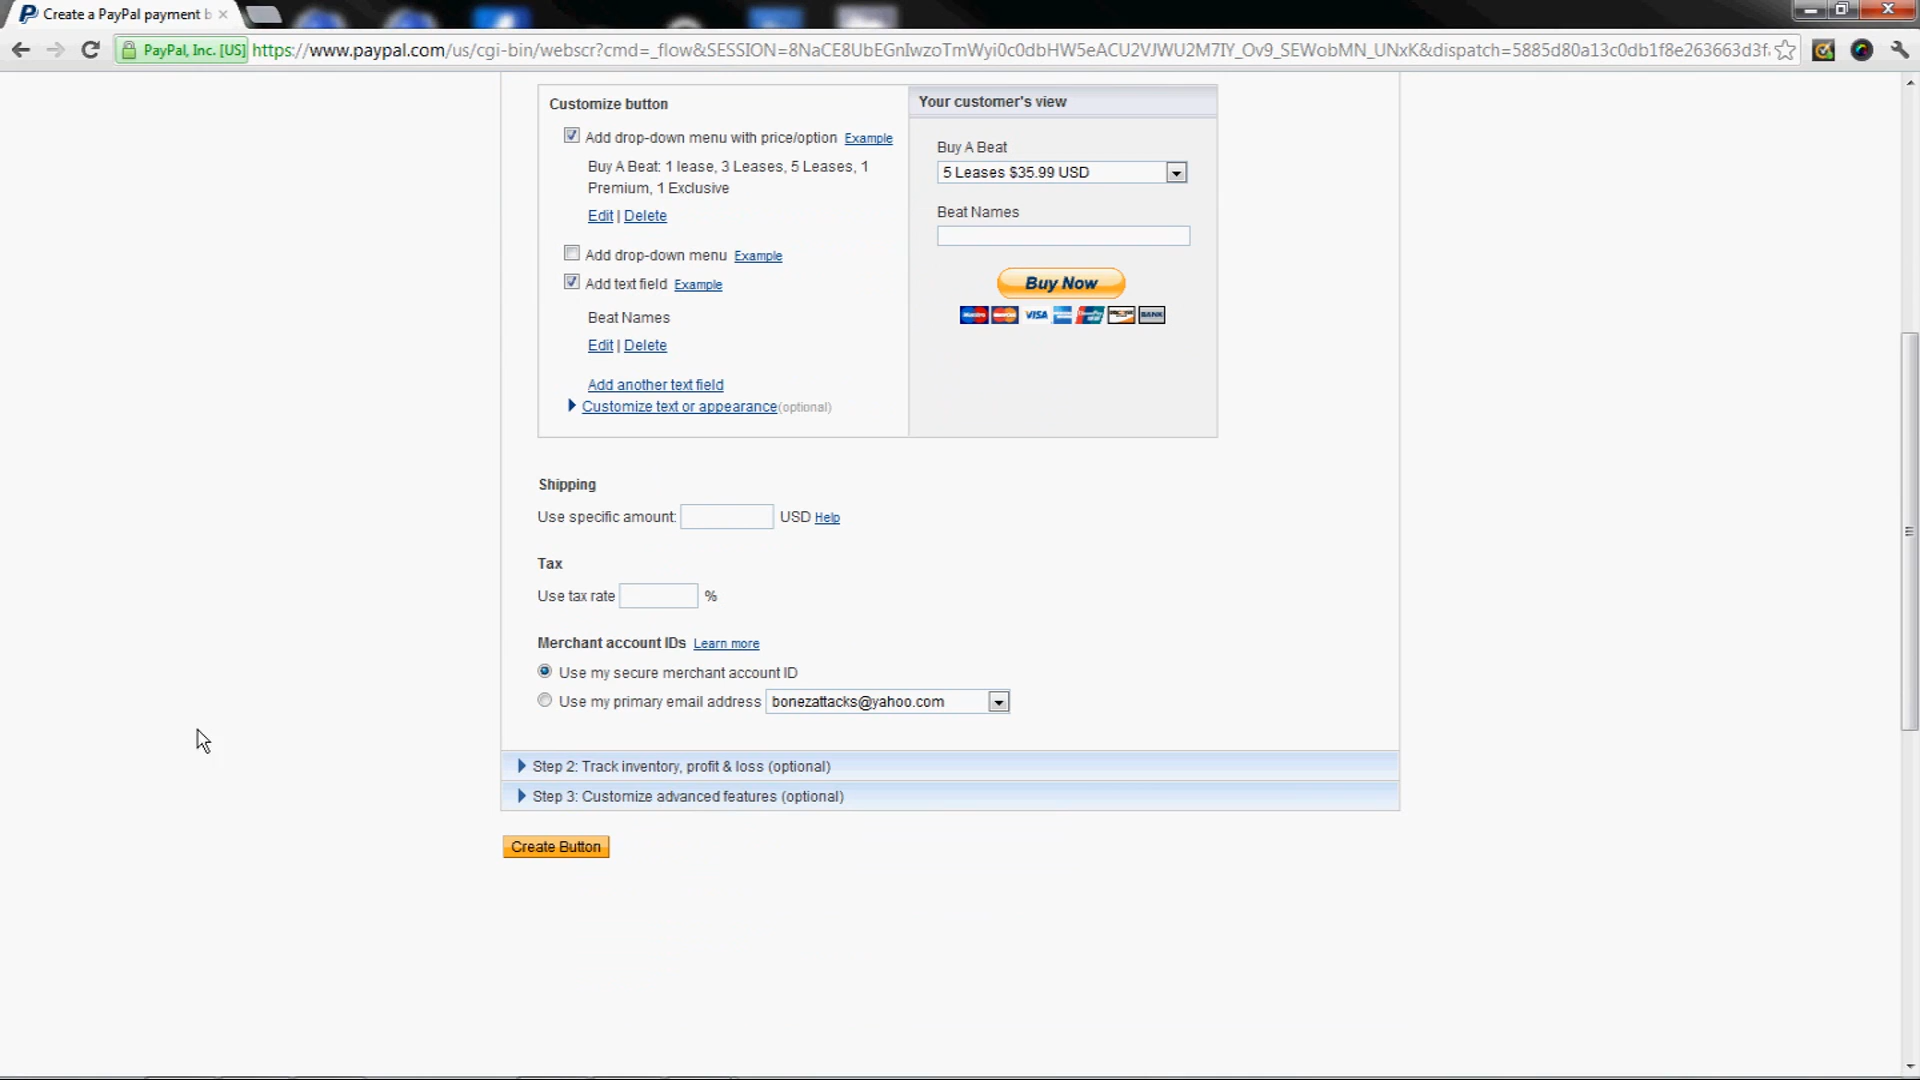 Create a PayPal payment b
PayPal, Inc. [US] https://www.paypal.com/us/cgi-bin/webscr?cmd=_flow&SESSION=8NaCE8UbEGnIwzoTmWyi0c0dbHW5eACU2VJWU2M7IY_Ov9_SEWobMN_UNxK&dispatch=5885d80a13c0db1f8e263663d3f
Customize button
Your customer's view
Add drop-down menu with price/option Example
Buy A Beat: 1 lease, 3 Leases, 5 Leases, 1
Premium, 1 Exclusive
Edit | Delete
Buy A Beat
5 Leases $35.99 USD
Beat Names
Add drop-down menu Example
Add text field Example
Buy Now
VISA
BANK
Beat Names
Edit | Delete
Add another text field
Customize text or appearance(optional)
Shipping
Use specific amount: USD Help
Tax
Use tax rate %
Merchant account IDs Learn more
Use my secure merchant account ID
Use my primary email address bonezattacks@yahoo.com
Step 2: Track inventory, profit & loss (optional)
Step 3: Customize advanced features (optional)
Create Button